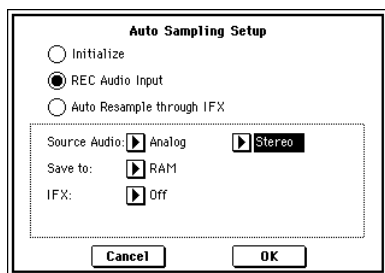 Auto Sampling Setup
Initialize
REC Audio Input
Auto Resample through IFX
Source Audio: Analog Stereo
Save to: RAM
IFX: Off
Cancel OK